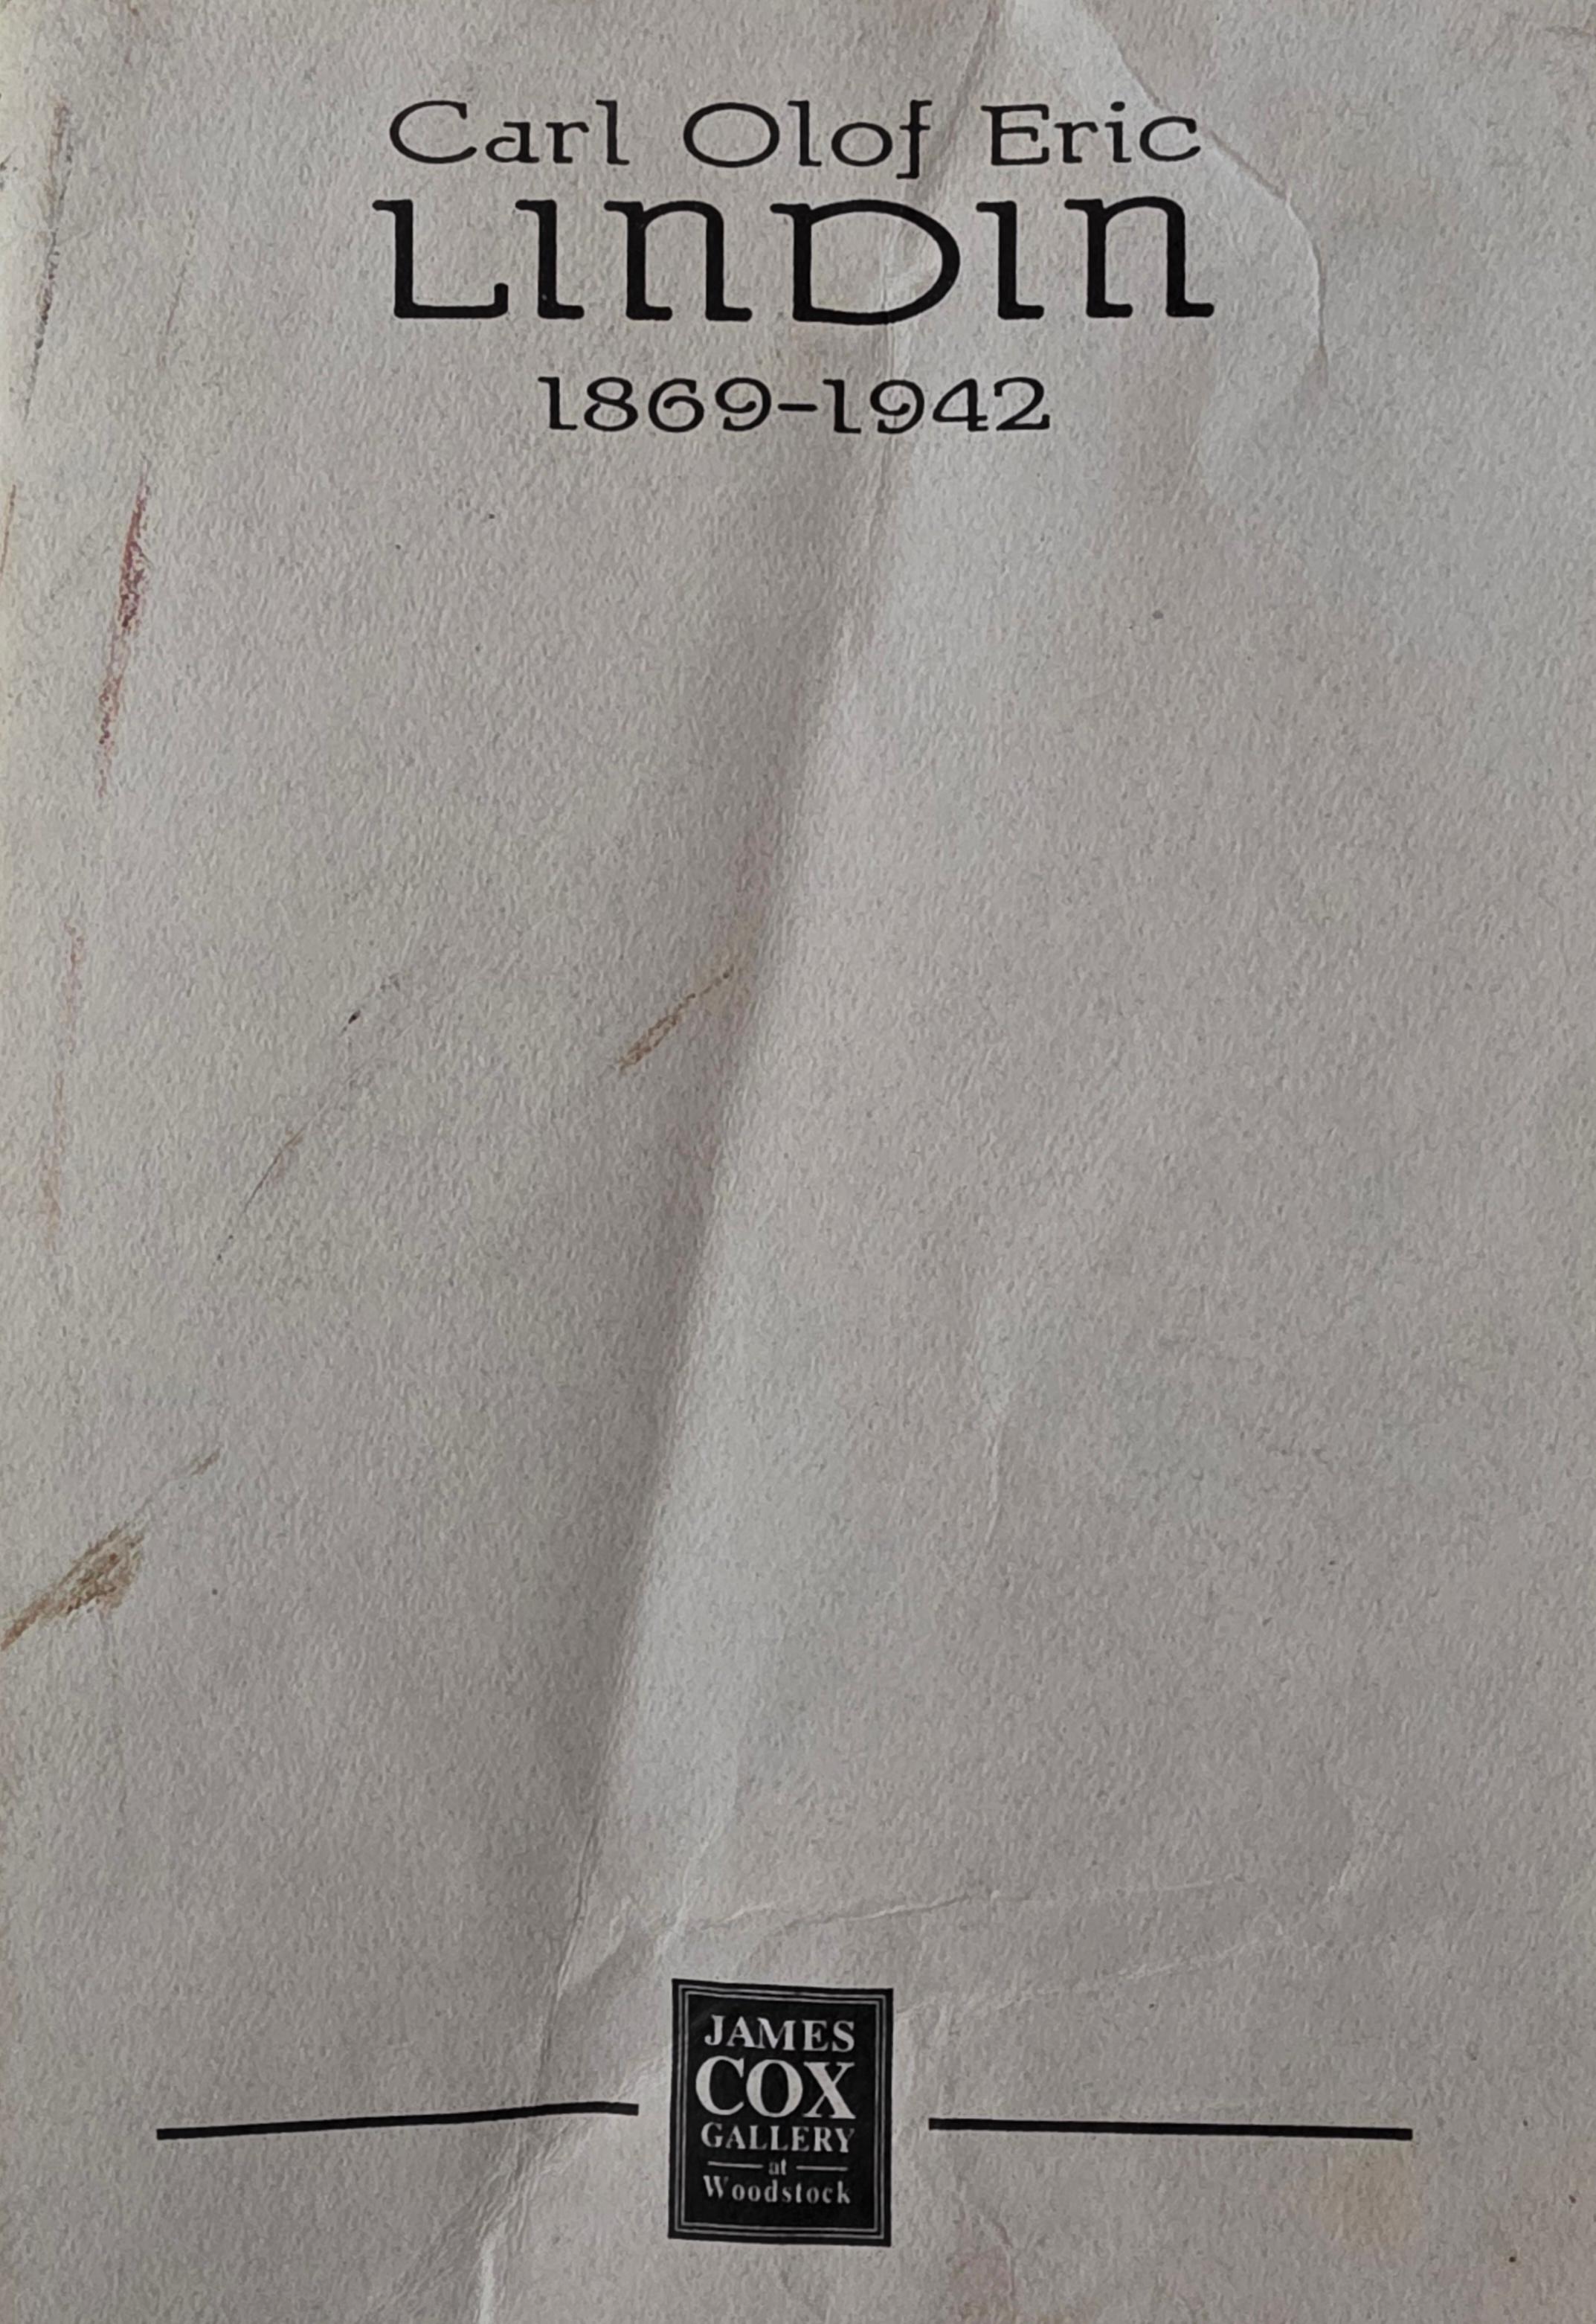 Carl Olof Eric
LINDIN
1869-1942
JAMES
COX
GALLERY
at
Woodstock